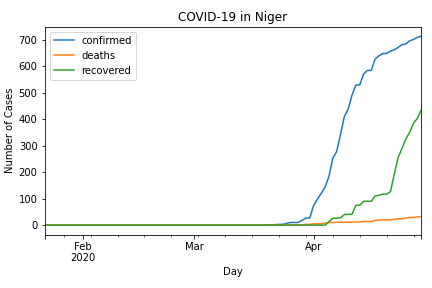 COVID-19 in Niger
confirmed
deaths
recovered
Number of Cases
700
600
500
400
300
200
100
0
Feb
2020
Mar
Apr
Day